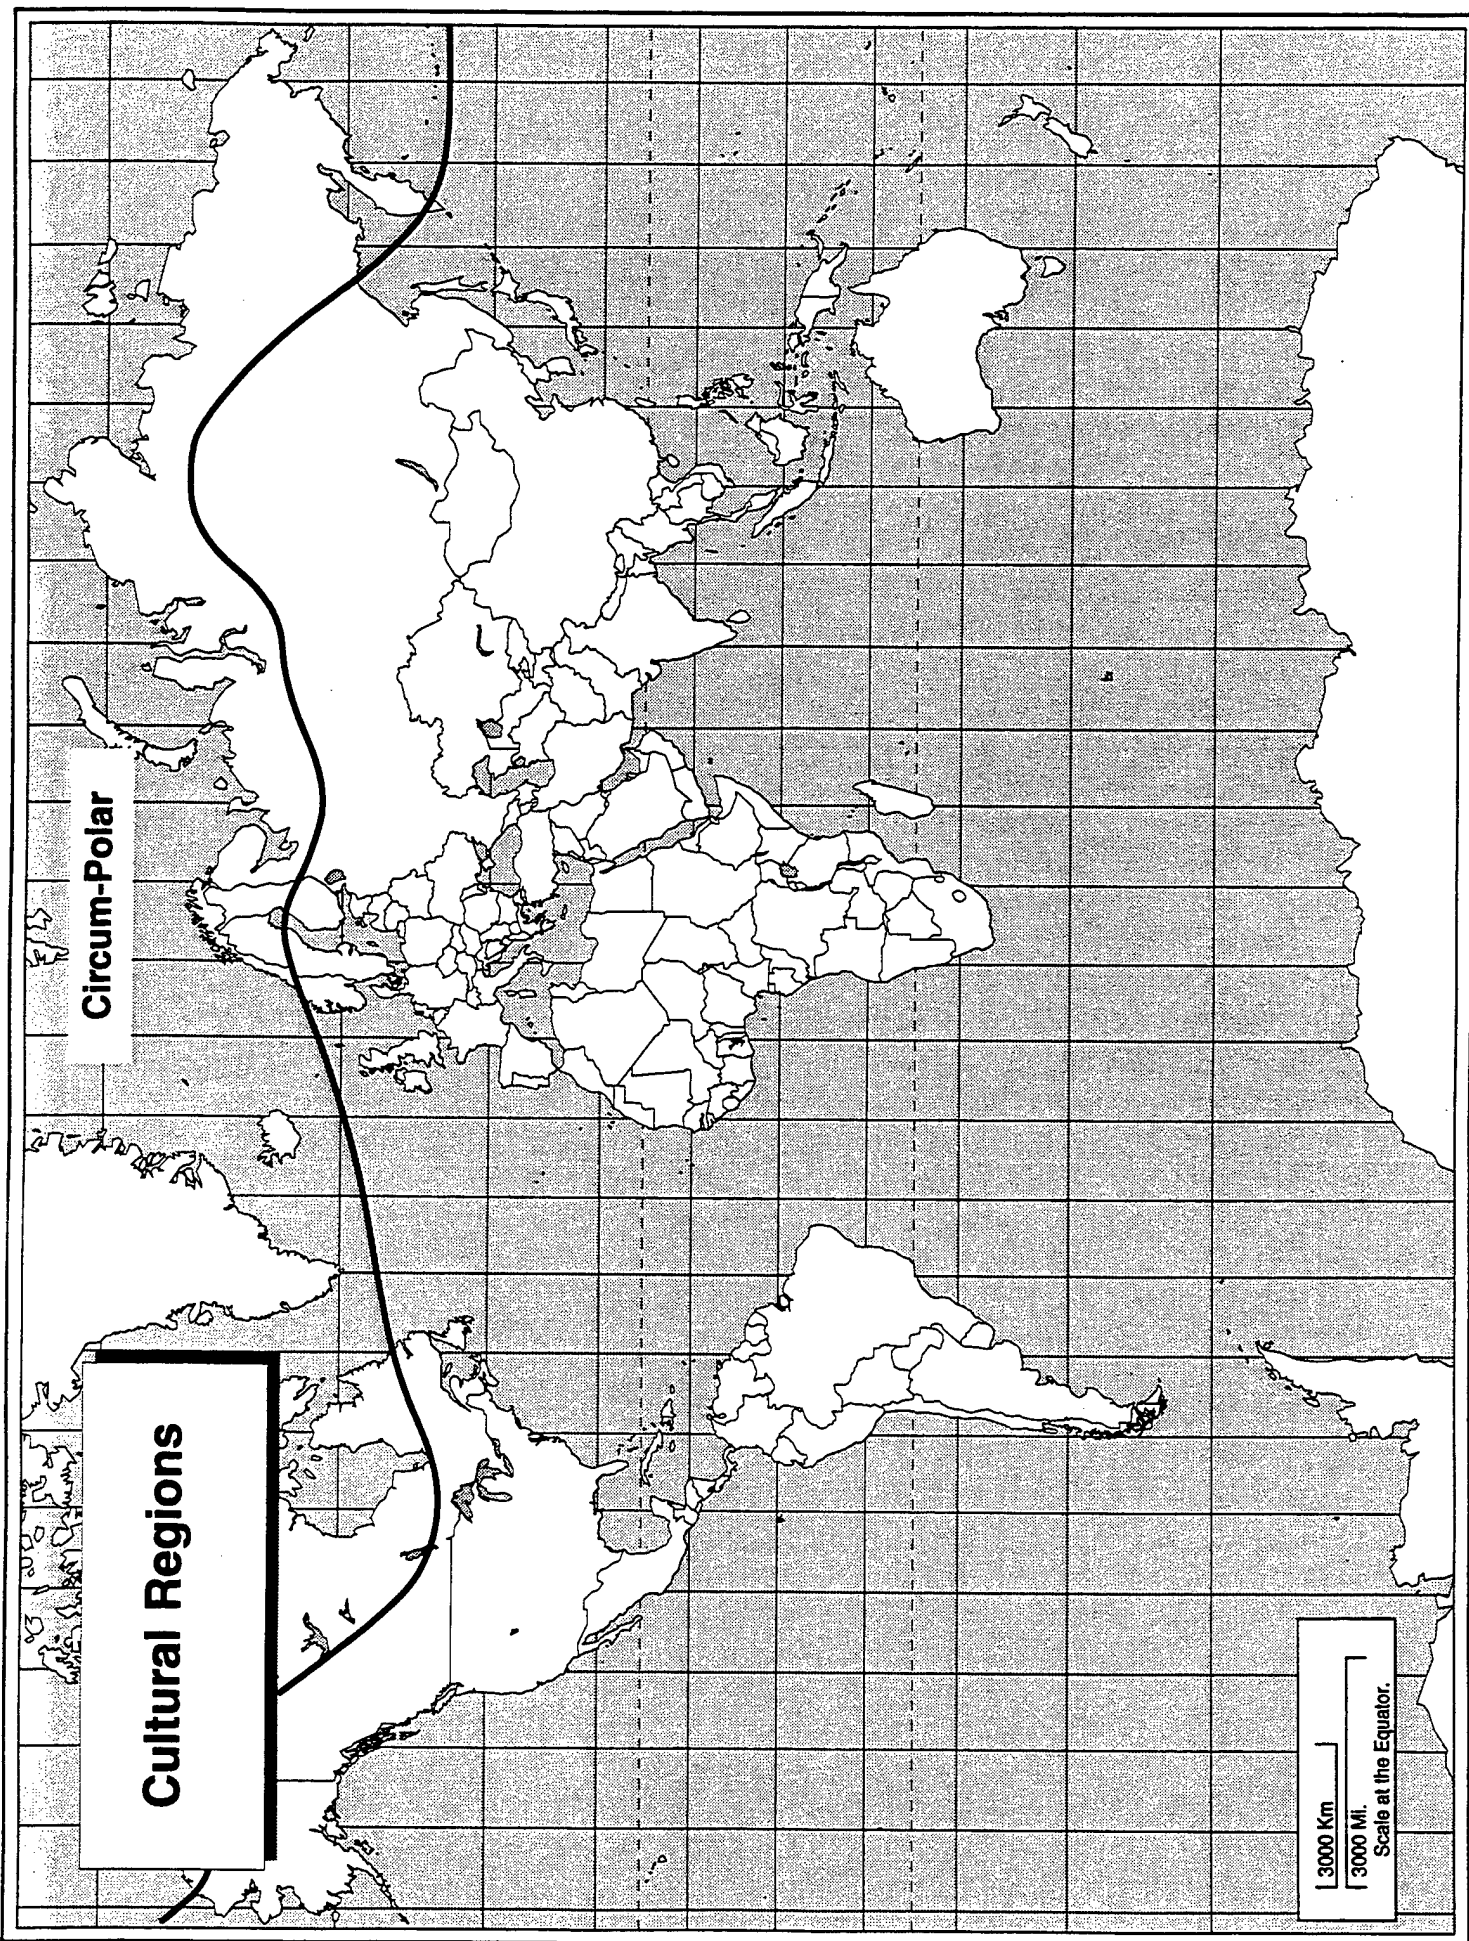 Cultural Regions
Circum-Polar
3000 Km
3000 Mi.
Scale at the Equator.